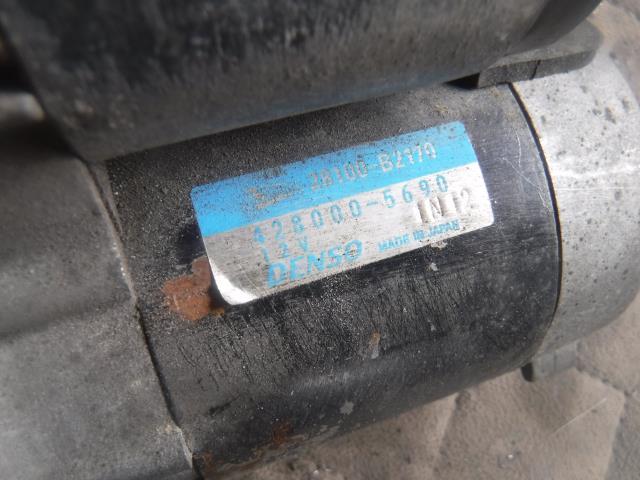 28100-B2170
428000-5690
12V 1N12
DENSO MADE IN JAPAN